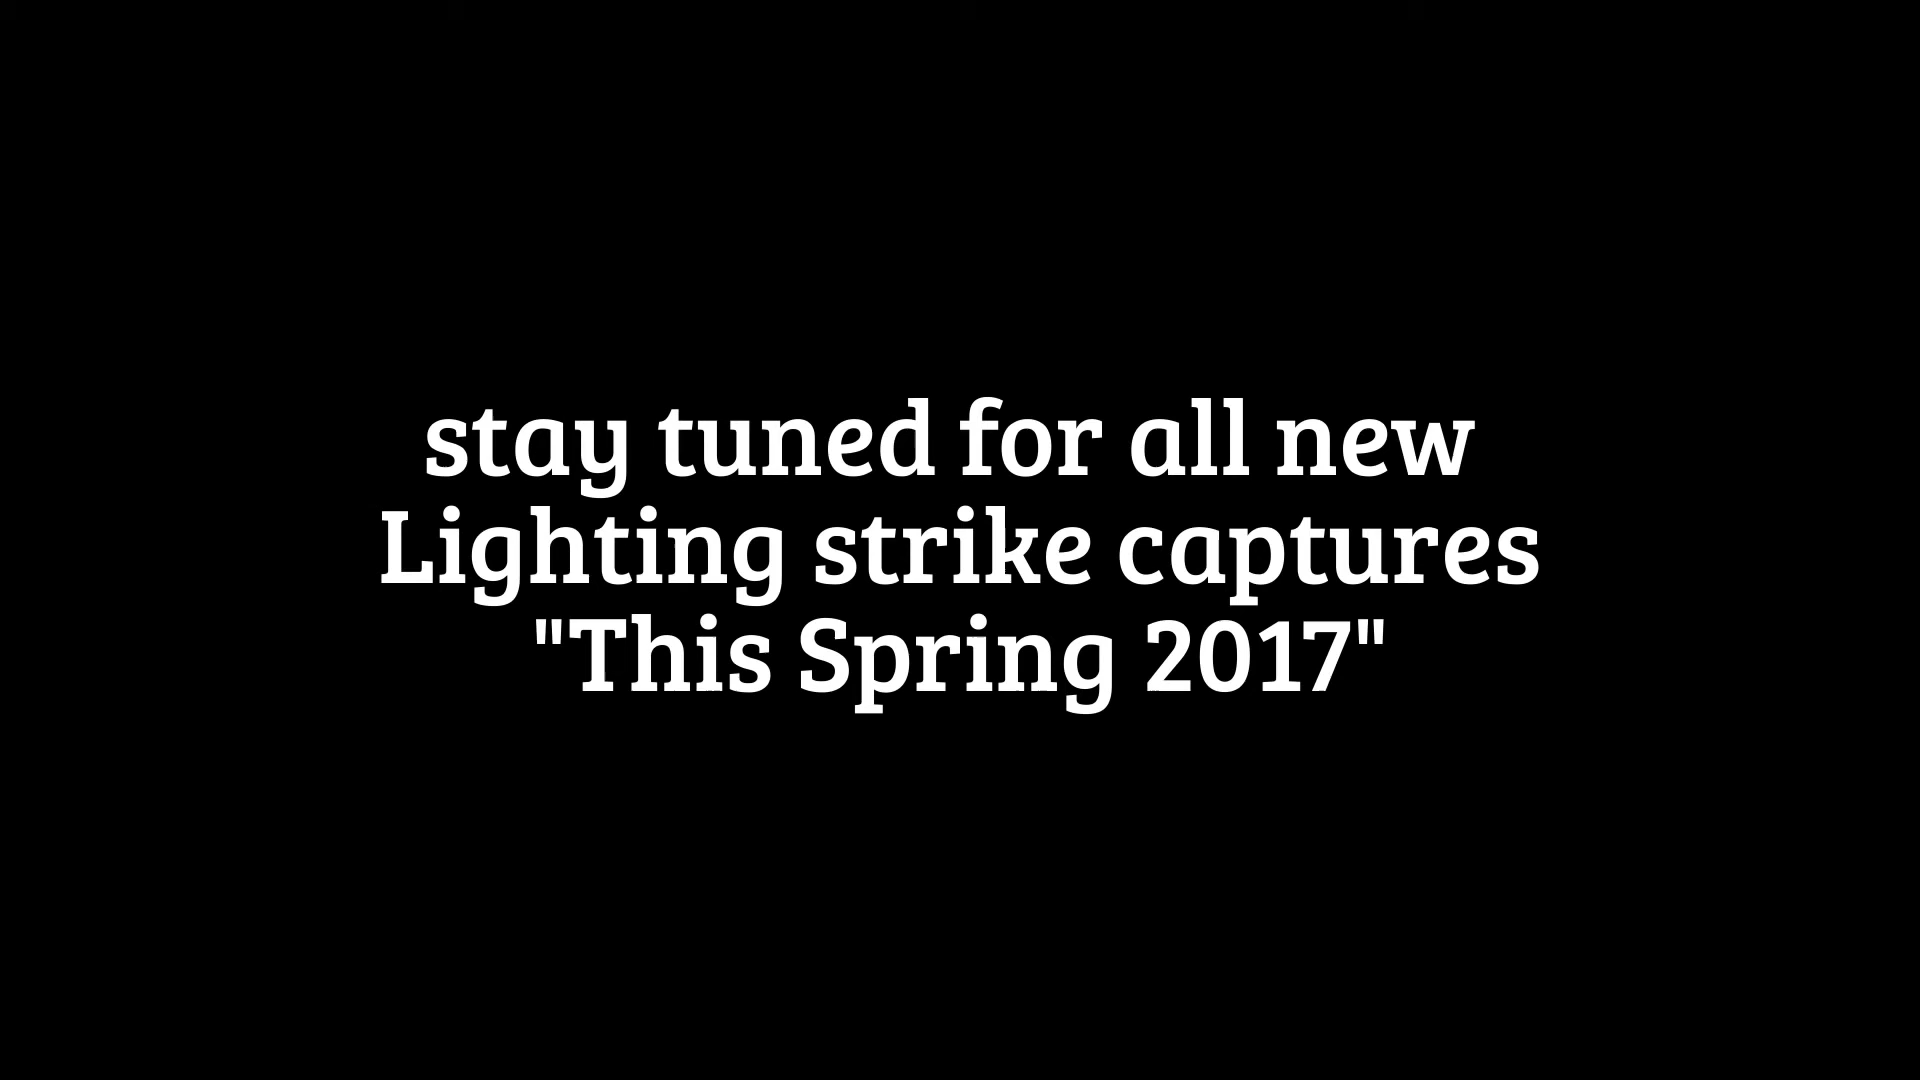 stay tuned for all new
Lighting strike captures
"This Spring 2017"